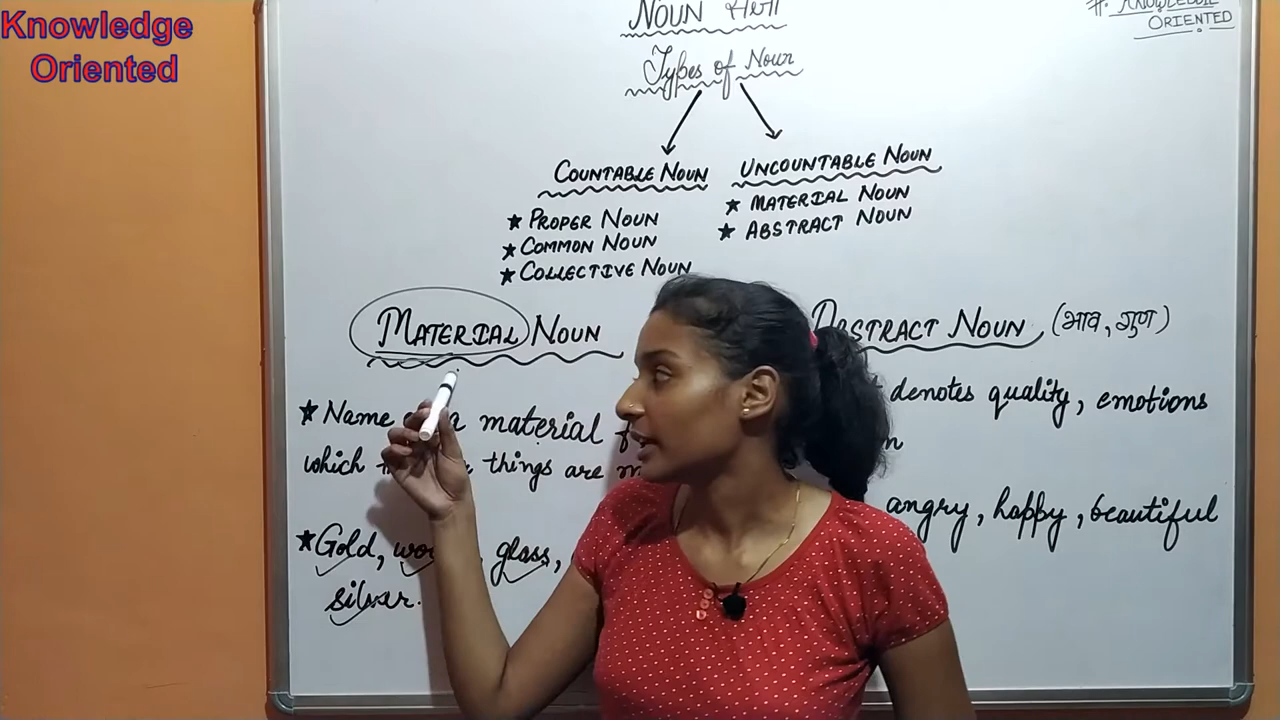 Knowledge
Oriented
NOUN संज्ञा
# KNOWLEDGE
ORIENTED
Types of Noun
COUNTABLE NOUN
★ PROPER NOUN
★ COMMON NOUN
★ COLLECTIVE NOUN
UNCOUNTABLE NOUN
★ MATERIAL NOUN
★ ABSTRACT NOUN
MATERIAL NOUN
★ Name a material
which things are
★ Gold, glass,
silver.
ABSTRACT NOUN (भाव, गुण)
denotes quality, emotions
angry, happy, beautiful